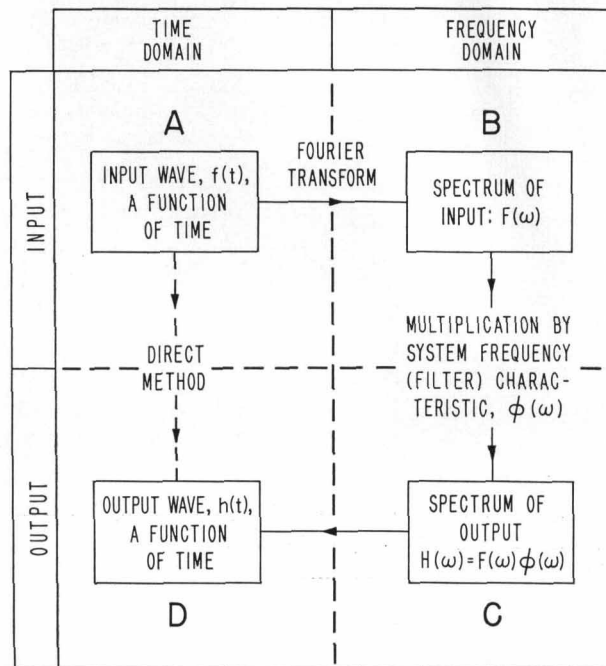 TIME
DOMAIN
FREQUENCY
DOMAIN
INPUT
A
INPUT WAVE, f(t),
A FUNCTION
OF TIME
FOURIER
TRANSFORM
B
SPECTRUM OF
INPUT: F(ω)
DIRECT
METHOD
MULTIPLICATION BY
SYSTEM FREQUENCY
(FILTER) CHARAC-
TERISTIC, ϕ(ω)
OUTPUT
OUTPUT WAVE, h(t),
A FUNCTION
OF TIME
D
SPECTRUM OF
OUTPUT
H(ω)=F(ω)ϕ(ω)
C